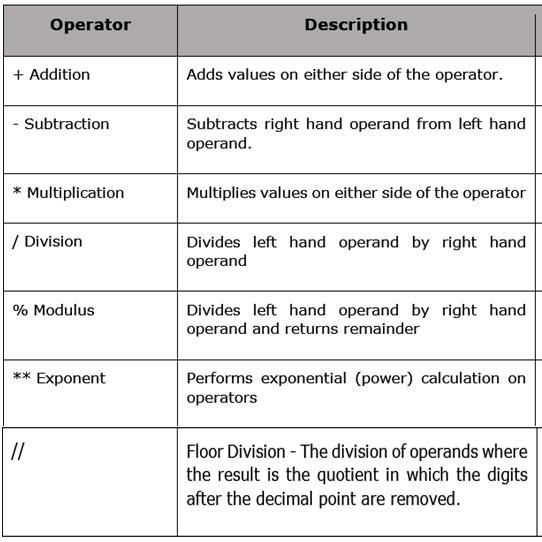 Operator Description
+ Addition Adds values on either side of the operator.
- Subtraction Subtracts right hand operand from left hand
operand.
* Multiplication Multiplies values on either side of the operator
/ Division Divides left hand operand by right hand
operand
% Modulus Divides left hand operand by right hand
operand and returns remainder
** Exponent Performs exponential (power) calculation on
operators
// Floor Division - The division of operands where
the result is the quotient in which the digits
after the decimal point are removed.